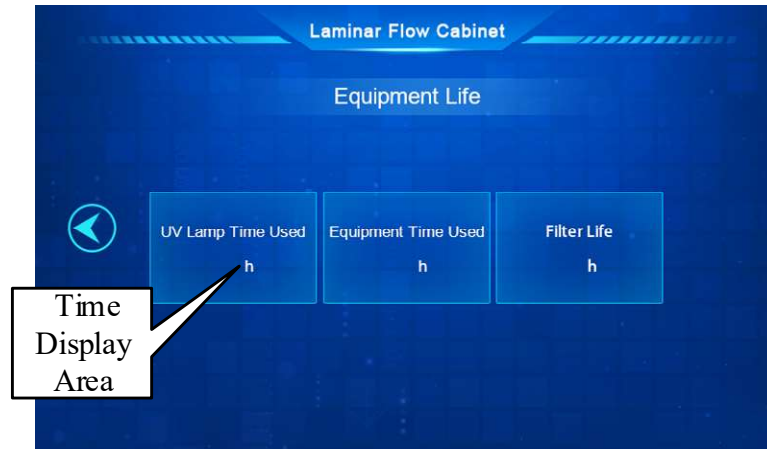 Laminar Flow Cabinet
Equipment Life
UV Lamp Time Used
h
Equipment Time Used
h
Filter Life
h
Time
Display
Area